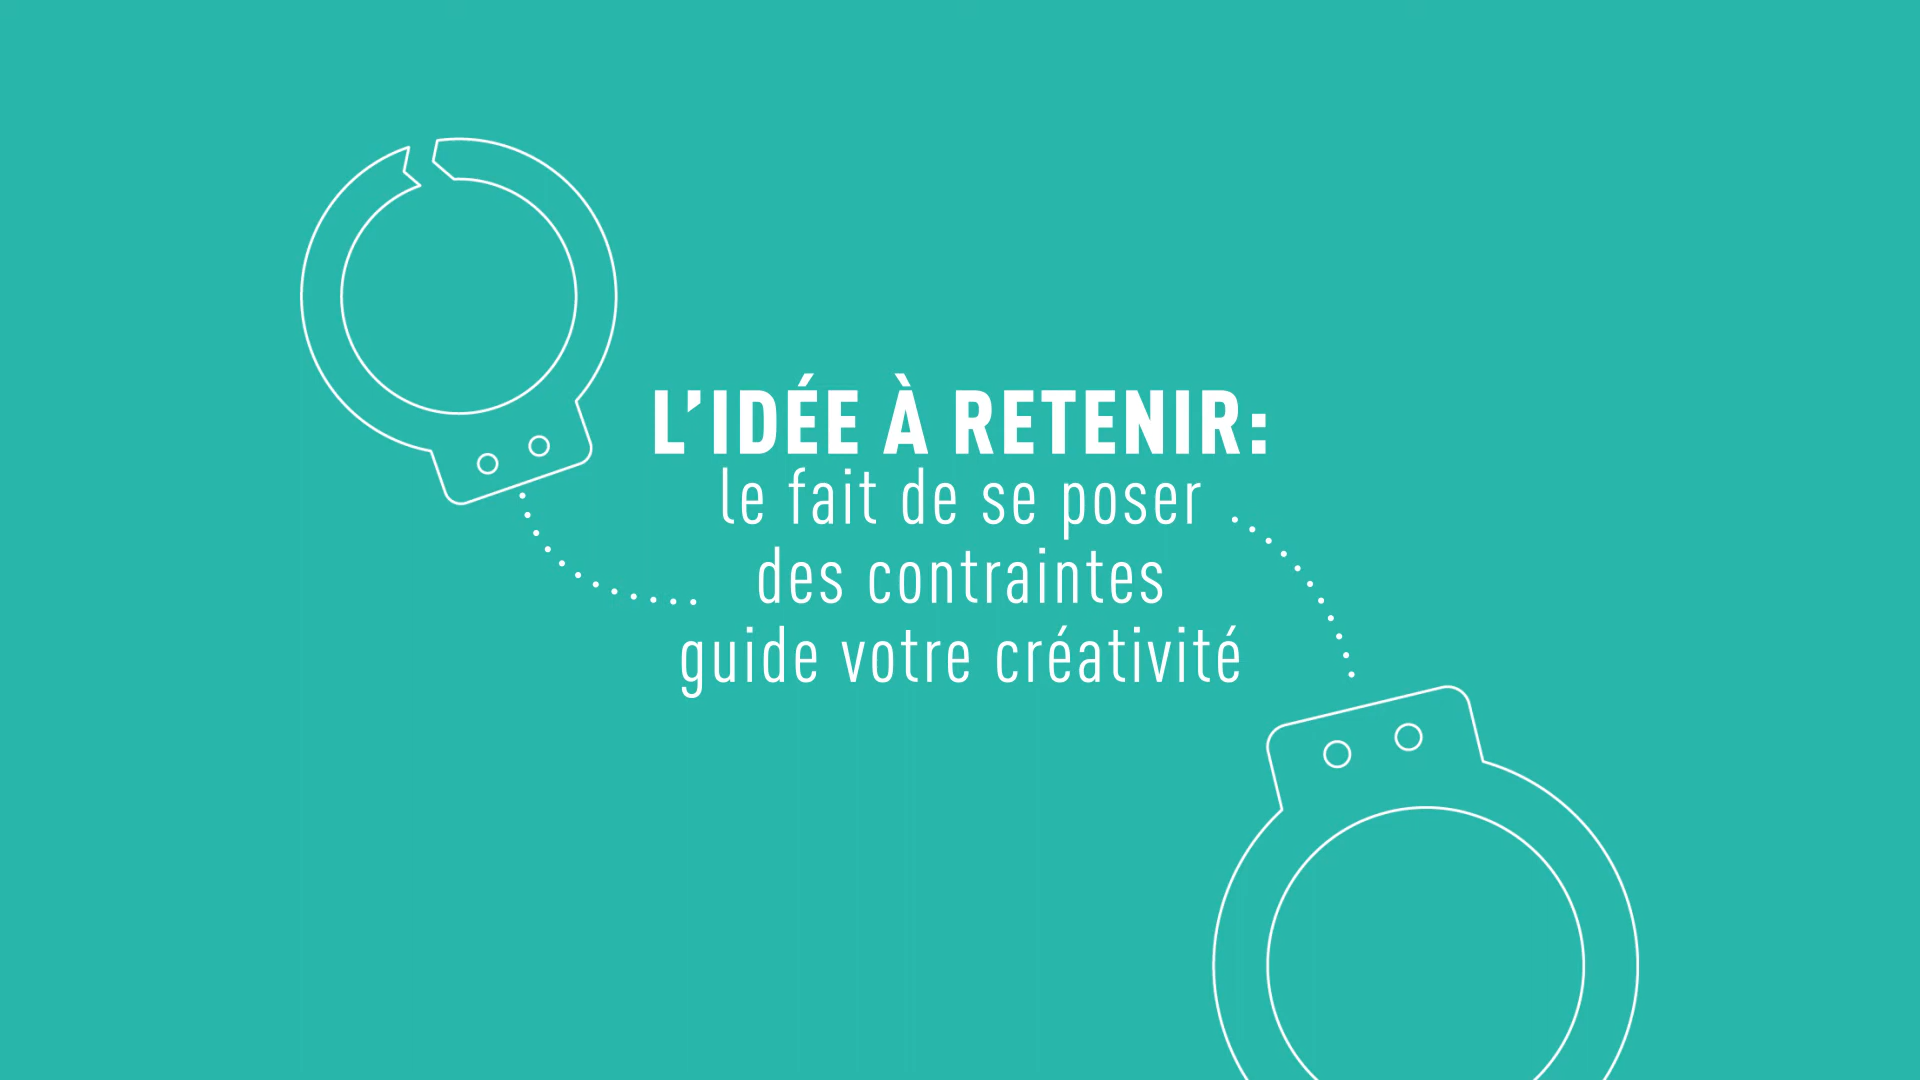 L'IDÉE À RETENIR:
le fait de se poser
des contraintes
guide votre créativité